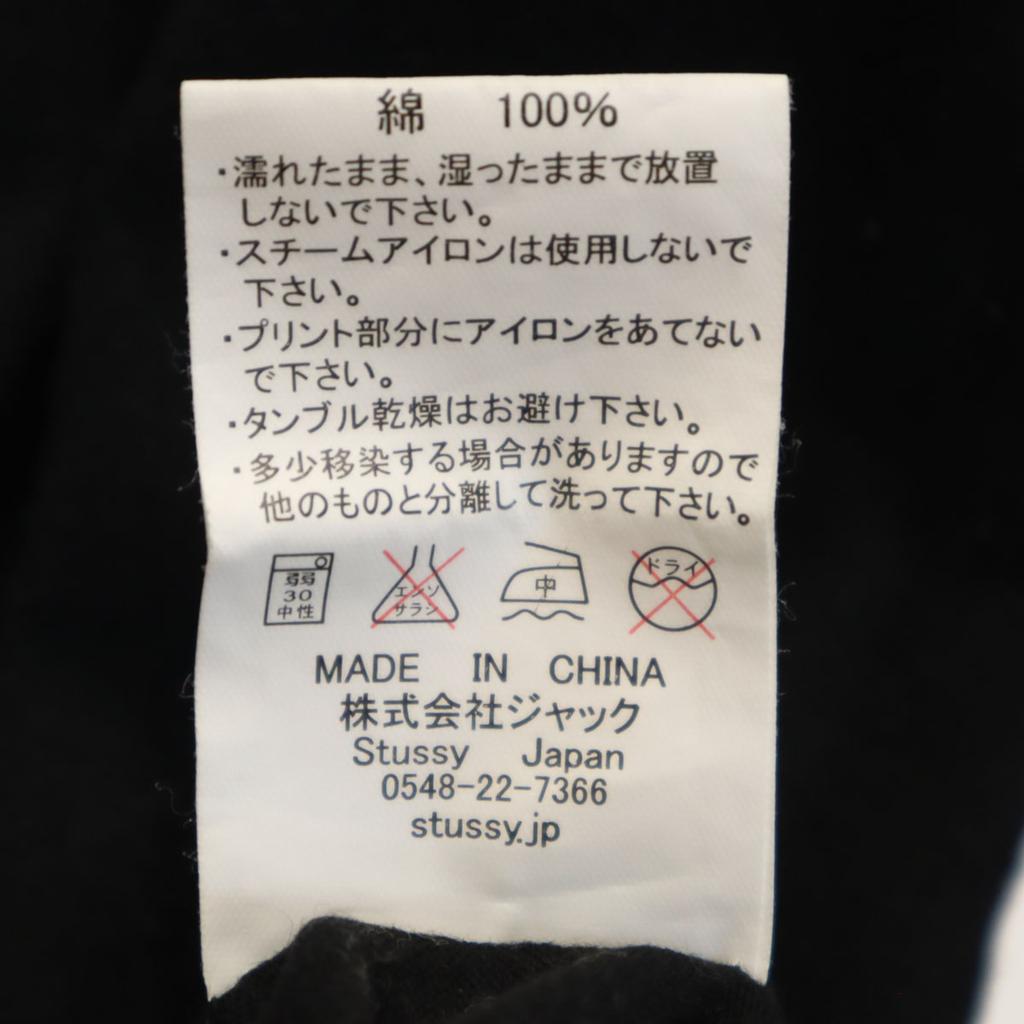 綿 100%
・濡れたまま、湿ったままで放置
しないで下さい。
・スチームアイロンは使用しないで
下さい。
・プリント部分にアイロンをあてない
で下さい。
・タンブル乾燥はお避け下さい。
・多少移染する場合がありますので
他のものと分離して洗って下さい。
弱
30
中性
エンソ
サラシ
中
ドライ
MADE IN CHINA
株式会社ジャック
Stussy Japan
0548-22-7366
stussy.jp